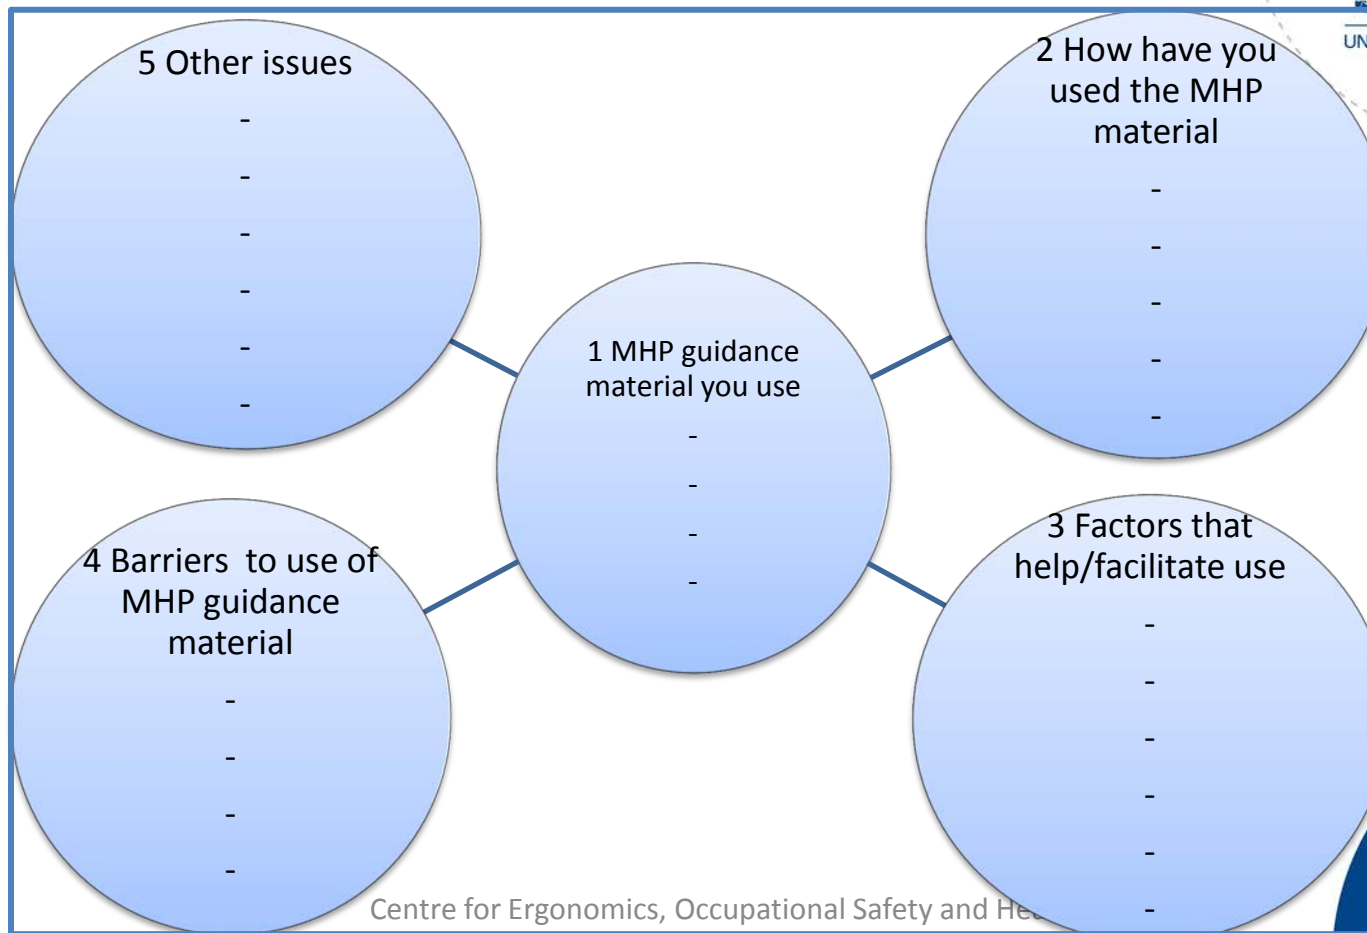 5 Other issues
-
-
-
-
-
-
2 How have you
used the MHP
material
-
-
-
-
-
1 MHP guidance
material you use
-
-
-
-
4 Barriers  to use of
MHP guidance
material
-
-
-
-
3 Factors that
help/facilitate use
-
-
-
-
-
-
Centre for Ergonomics, Occupational Safety and